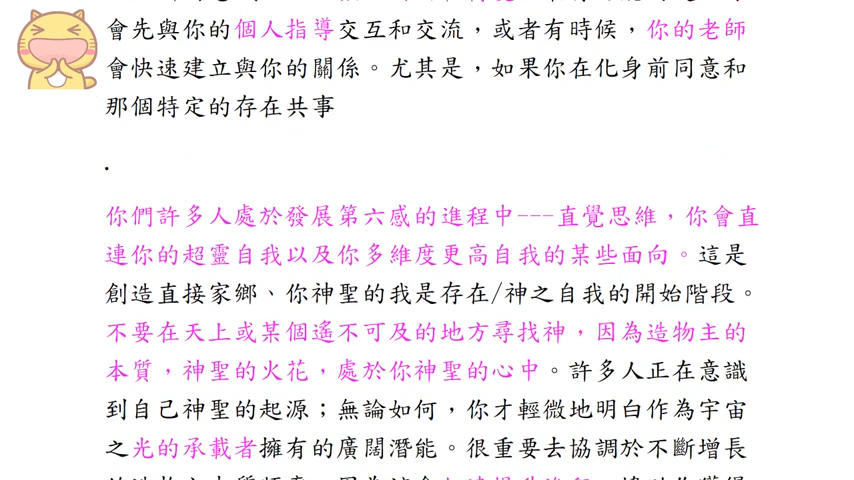 會先與你的個人指導交互和交流，或者有時候，你的老師
會快速建立與你的關係。尤其是，如果你在化身前同意和
那個特定的存在共事
.
你們許多人處於發展第六感的進程中---直覺思維，你會直
連你的超靈自我以及你多維度更高自我的某些面向。這是
創造直接家鄉、你神聖的我是存在/神之自我的開始階段。
不要在天上或某個遙不可及的地方尋找神，因為造物主的
本質，神聖的火花，處於你神聖的心中。許多人正在意識
到自己神聖的起源；無論如何，你才輕微地明白作為宇宙
之光的承載者擁有的廣闊潛能。很重要去協調於不斷增長